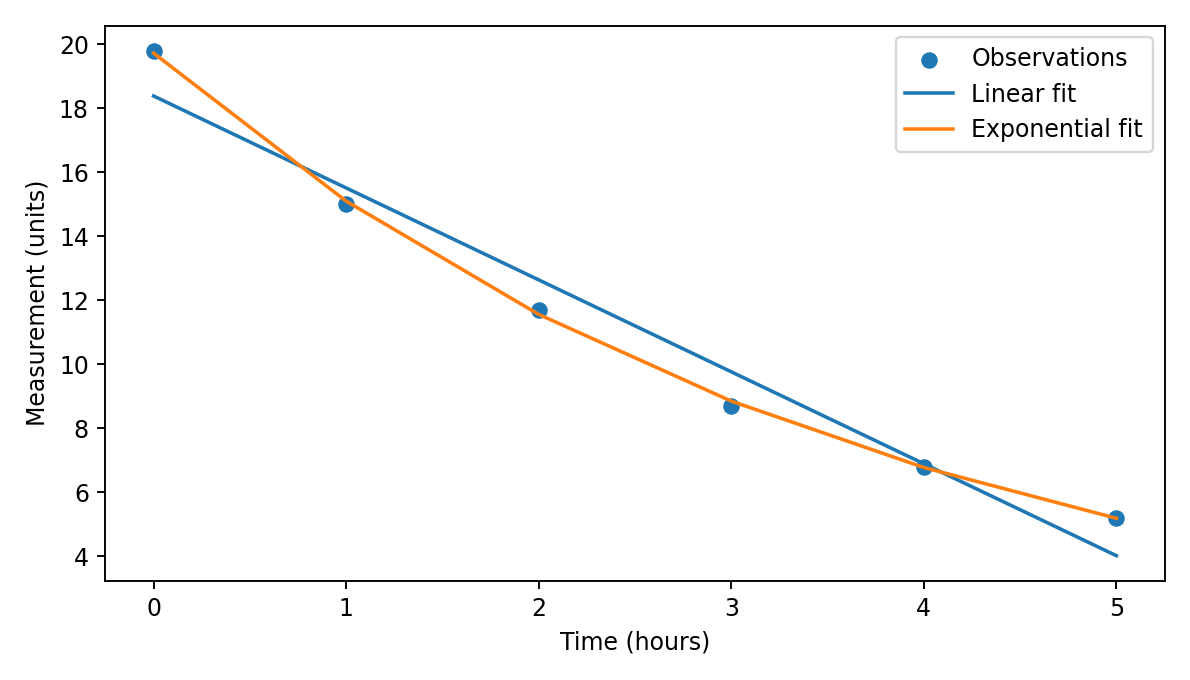 Observations
Linear fit
Exponential fit
Measurement (units)
20
18
16
14
12
10
8
6
4
0 1 2 3 4 5
Time (hours)